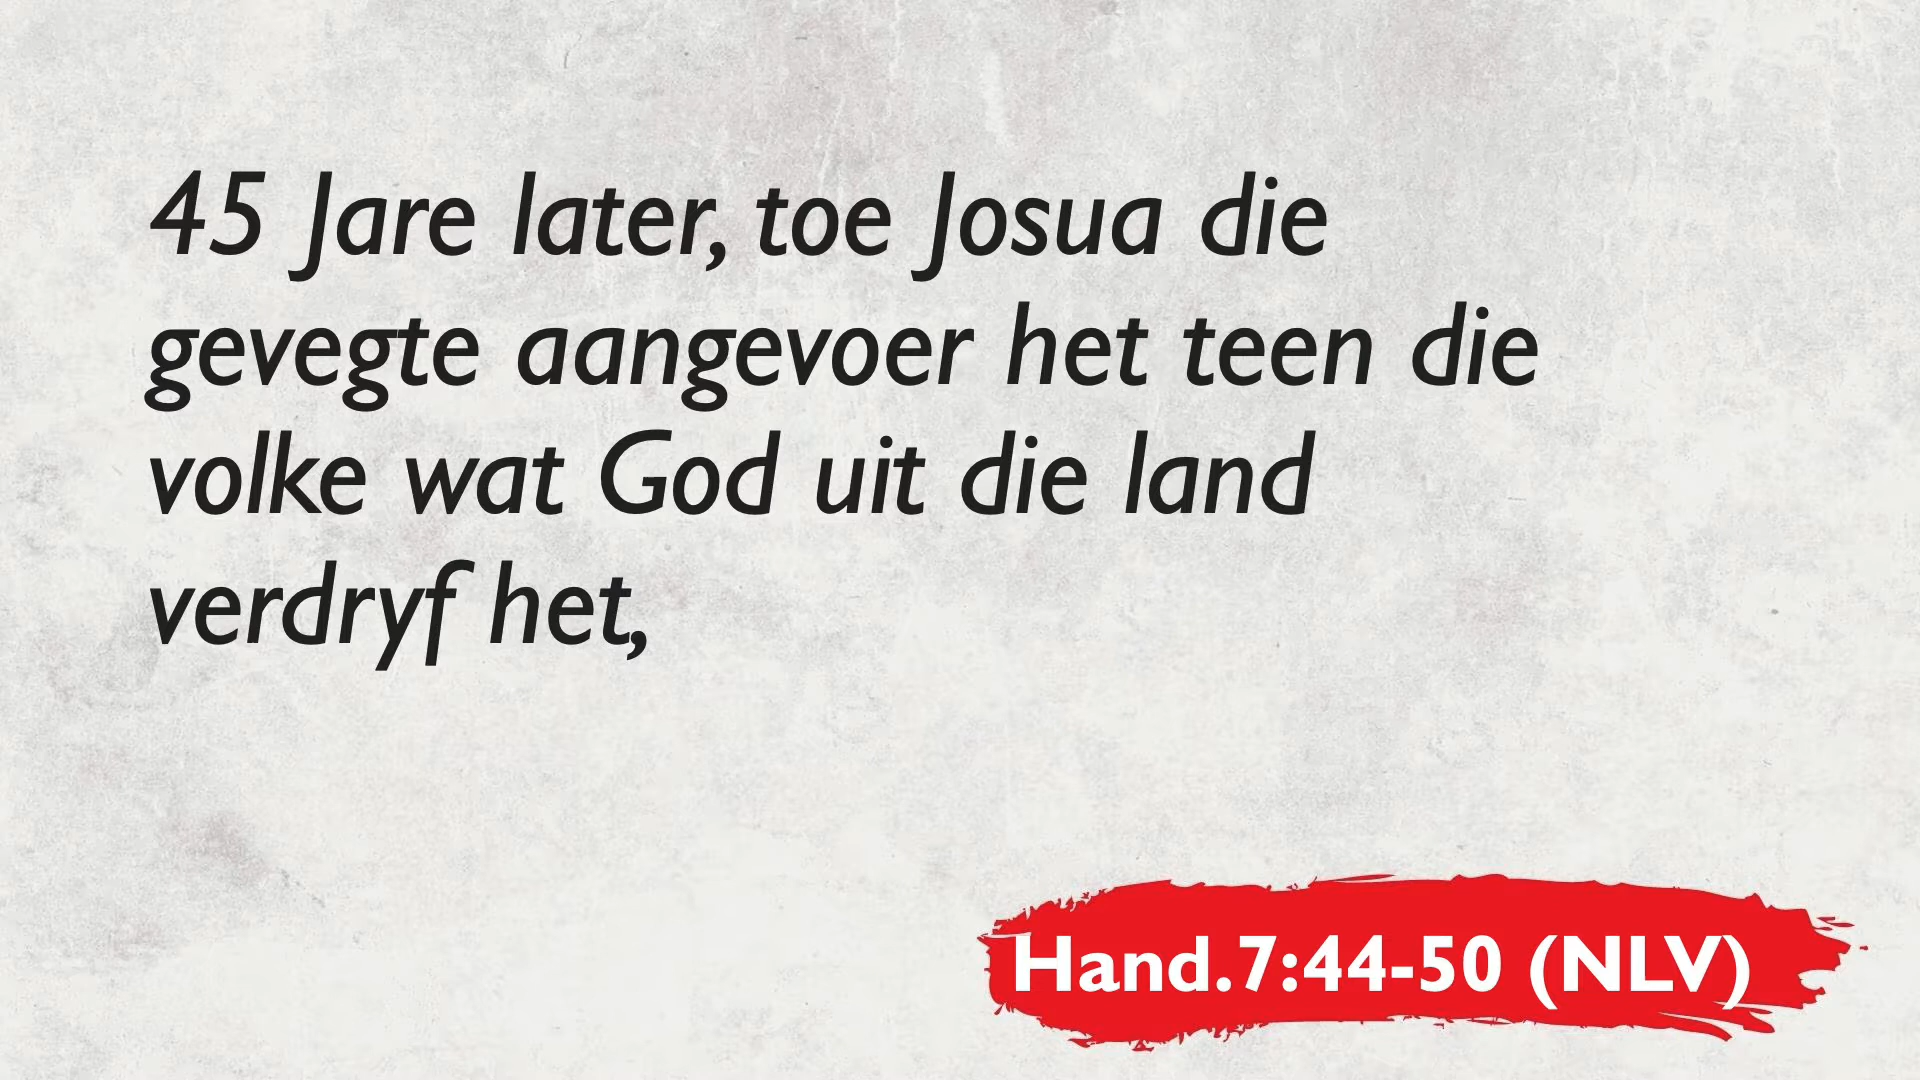 45 Jare later, toe Josua die
gevegte aangevoer het teen die
volke wat God uit die land
verdryf het,
Hand.7:44-50 (NLV)